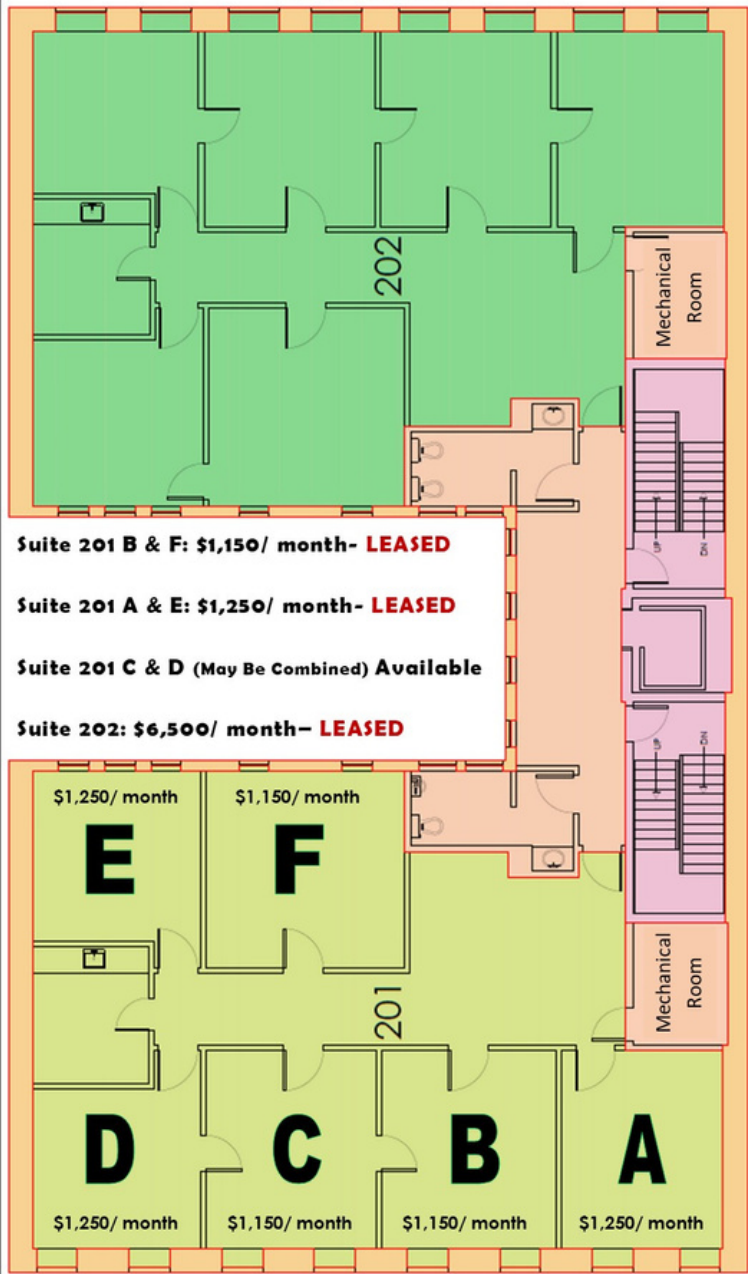 202
Mechanical
Room
UP
DN
Suite 201 B & F: $1,150/ month- LEASED
Suite 201 A & E: $1,250/ month- LEASED
Suite 201 C & D (May Be Combined) Available
Suite 202: $6,500/ month– LEASED
UP
DN
$1,250/ month
$1,150/ month
E
F
201
Mechanical
Room
D
C
B
A
$1,250/ month
$1,150/ month
$1,150/ month
$1,250/ month